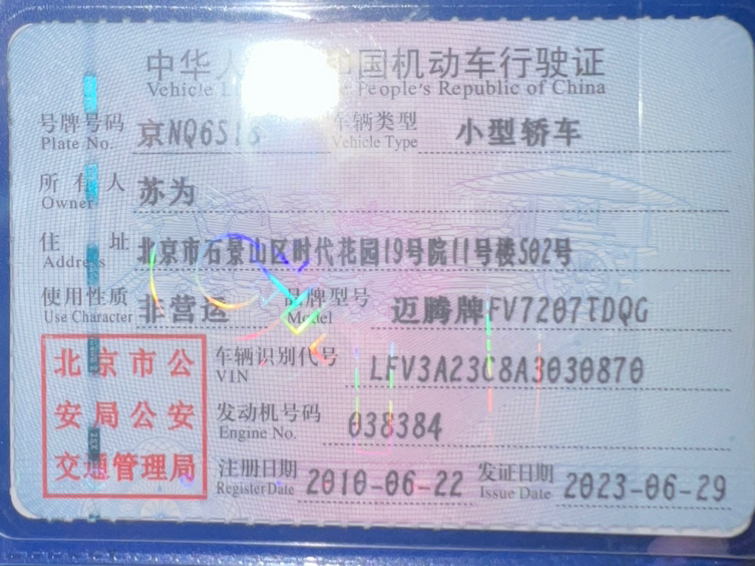 中华人 国机动车行驶证
Vehicle People's Republic of China
号牌号码 京NQ6S16 车辆类型 小型轿车
Plate No. Vehicle Type
所有人 苏为
Owner
住址 北京市石景山区时代花园19号院11号楼502号
Address
使用性质 非营运 品牌型号 迈腾牌FV7207TDQG
Use Character Model
北京市公
安局公安
交通管理局
车辆识别代号 LFV3A23C8A3030870
VIN
发动机号码 038384
Engine No.
注册日期 2010-06-22 发证日期 2023-06-29
Register Date Issue Date